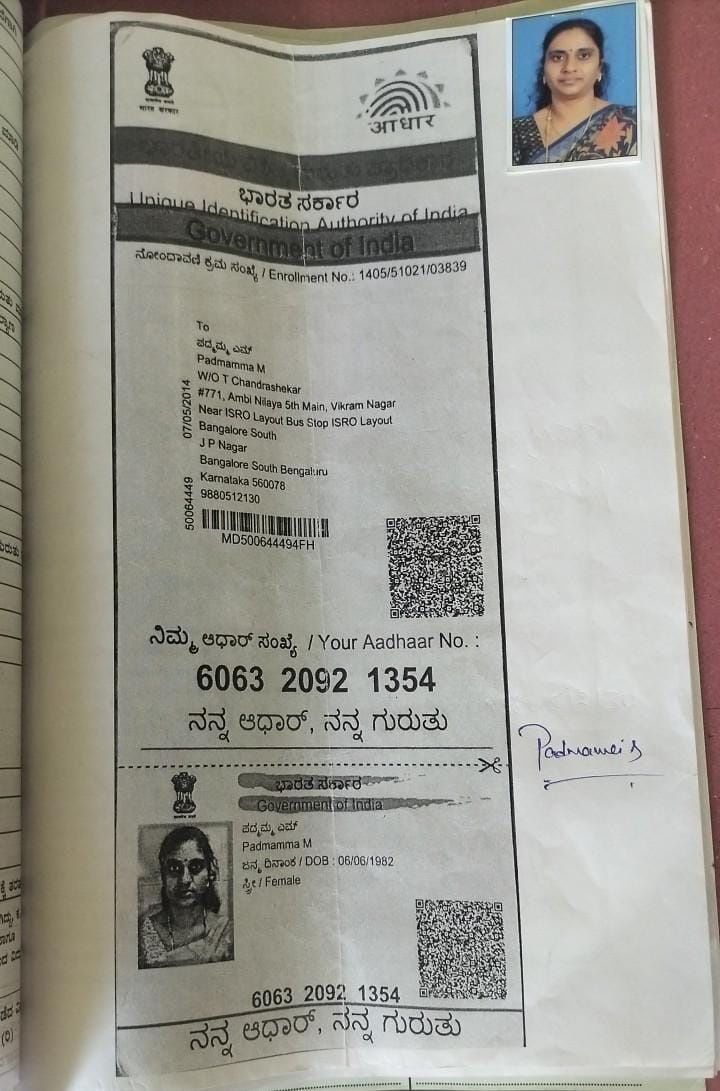 भारत सरकार
आधार
ಭಾರತ ಸರ್ಕಾರ
Unique Identification Authority of India
Government of India
ನೋಂದಾವಣಿ ಕ್ರಮ ಸಂಖ್ಯೆ / Enrollment No.: 1405/51021/03839
To
ಪದ್ಮಮ್ಮ ಎಮ್
Padmamma M
W/O T Chandrashekar
#771, Ambi Nilaya 5th Main, Vikram Nagar
Near ISRO Layout Bus Stop ISRO Layout
Bangalore South
J P Nagar
Bangalore South Bengaluru
Karnataka 560078
9880512130
07/05/2014
50064449
MD500644494FH
ನಿಮ್ಮ ಆಧಾರ್ ಸಂಖ್ಯೆ / Your Aadhaar No. :
6063 2092 1354
ನನ್ನ ಆಧಾರ್, ನನ್ನ ಗುರುತು
ಭಾರತ ಸರ್ಕಾರ
Government of India
ಪದ್ಮಮ್ಮ ಎಮ್
Padmamma M
ಜನ್ಮ ದಿನಾಂಕ / DOB : 06/06/1982
ಸ್ತ್ರೀ / Female
6063 2092 1354
ನನ್ನ ಆಧಾರ್, ನನ್ನ ಗುರುತು